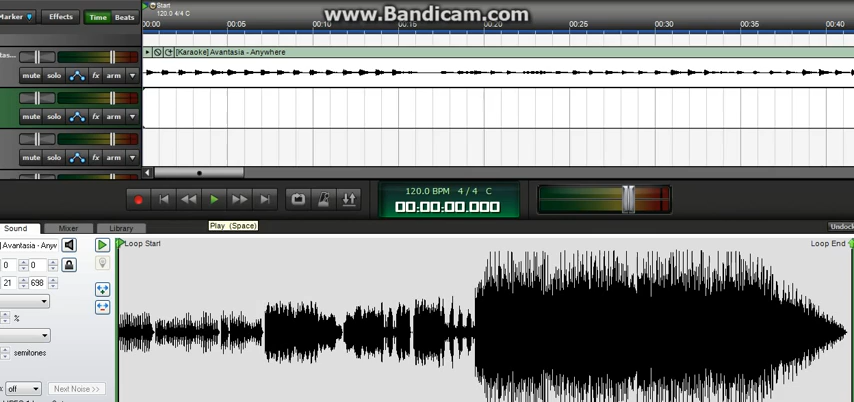 www.Bandicam.com
Marker
Effects
Time
Beats
Start
120.0 4/4 C
00:00
00:05
00:10
00:15
00:20
00:25
00:30
00:35
00:40
[Karaoke] Avantasia - Anywhere
mute solo fx arm
mute solo fx arm
mute solo fx arm
120.0 BPM 4 / 4 C
00:00:00.000
Play (Space)
Sound
Mixer
Library
Undock
] Avantasia - Anyw
Loop Start
Loop End
0 0
21 698
%
semitones
off
Next Noise >>